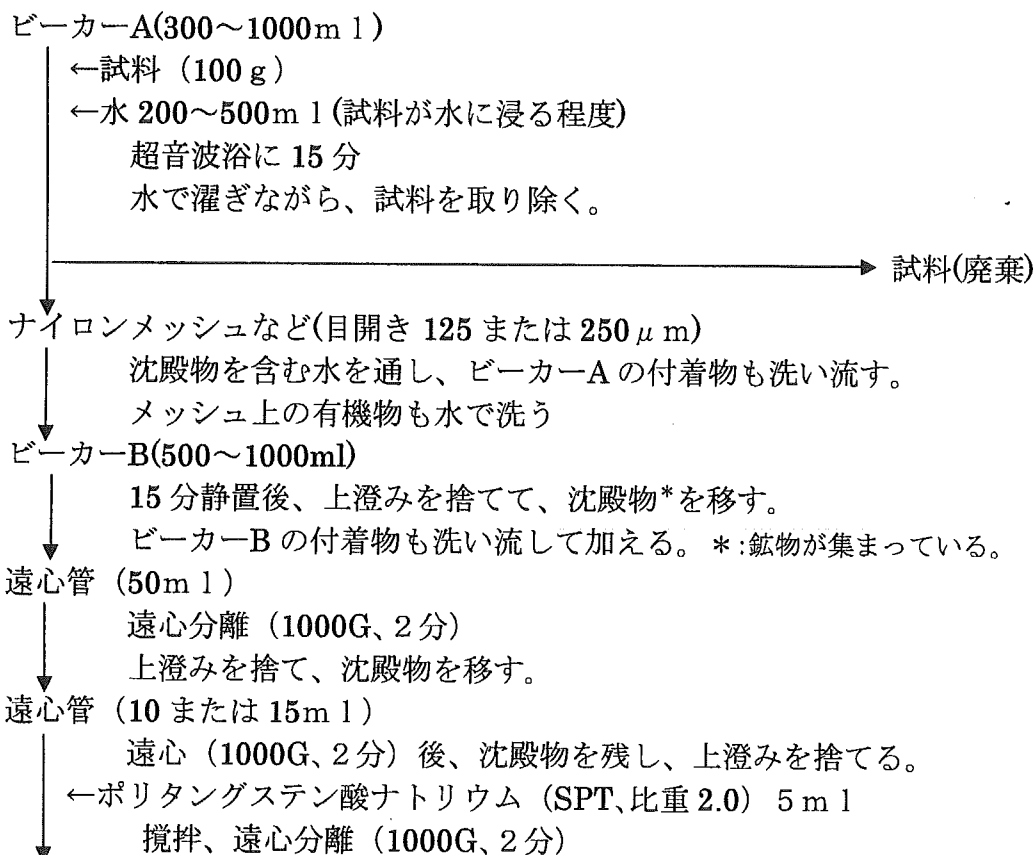 ビーカーA(300～1000ｍｌ)
←試料（100ｇ）
←水 200～500ｍｌ(試料が水に浸る程度)
超音波浴に 15 分
水で濯ぎながら、試料を取り除く。
試料(廃棄)
ナイロンメッシュなど(目開き 125 または 250μｍ)
沈殿物を含む水を通し、ビーカーA の付着物も洗い流す。
メッシュ上の有機物も水で洗う
ビーカーB(500～1000ml)
15 分静置後、上澄みを捨てて、沈殿物*を移す。
ビーカーB の付着物も洗い流して加える。 ＊:鉱物が集まっている。
遠心管（50ｍｌ）
遠心分離（1000G、２分）
上澄みを捨て、沈殿物を移す。
遠心管（10 または 15ｍｌ）
遠心（1000G、２分）後、沈殿物を残し、上澄みを捨てる。
←ポリタングステン酸ナトリウム（SPT、比重 2.0）５ｍｌ
撹拌、遠心分離（1000G、２分）